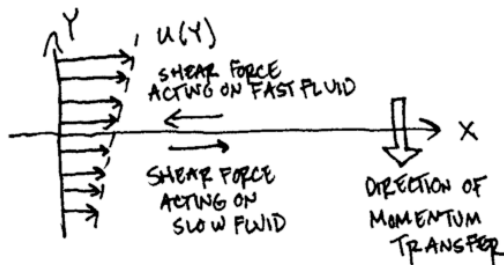 Y
u(Y)
SHEAR FORCE
ACTING ON FAST FLUID
X
SHEAR FORCE
ACTING ON
SLOW FLUID
DIRECTION OF
MOMENTUM
TRANSFER